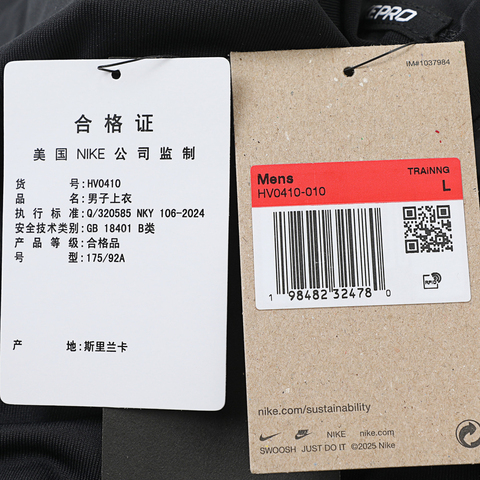 EPRO
合格证
美国 NIKE 公司监制
货 号:HV0410
品 名:男子上衣
执行标准:Q/320585 NKY 106-2024
安全技术类别:GB 18401 B类
产品等级:合格品
号 型:175/92A
产 地:斯里兰卡
IM#1037984
TRAINNG
Mens L
HV0410-010
1 98482 32478 0
RFID
nike.com/sustainability
NIKE nike.com
SWOOSH JUST DO IT ©2025 Nike